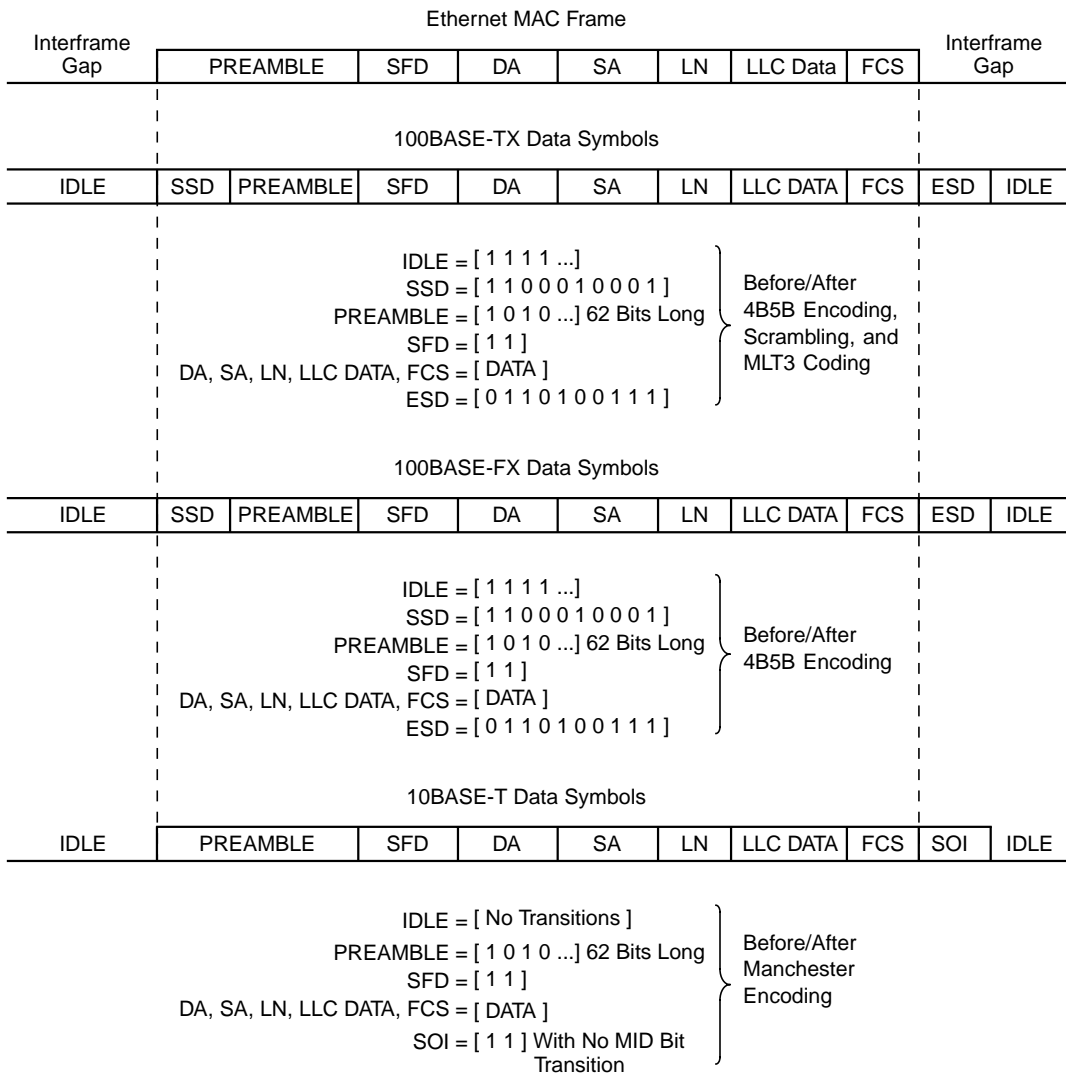 Ethernet MAC Frame
Interframe Gap PREAMBLE SFD DA SA LN LLC Data FCS Interframe Gap
100BASE-TX Data Symbols
IDLE SSD PREAMBLE SFD DA SA LN LLC DATA FCS ESD IDLE
IDLE = [ 1 1 1 1 ...]
SSD = [ 1 1 0 0 0 1 0 0 0 1 ]
PREAMBLE = [ 1 0 1 0 ...] 62 Bits Long
SFD = [ 1 1 ]
DA, SA, LN, LLC DATA, FCS = [ DATA ]
ESD = [ 0 1 1 0 1 0 0 1 1 1 ]
Before/After
4B5B Encoding,
Scrambling, and
MLT3 Coding
100BASE-FX Data Symbols
IDLE SSD PREAMBLE SFD DA SA LN LLC DATA FCS ESD IDLE
IDLE = [ 1 1 1 1 ...]
SSD = [ 1 1 0 0 0 1 0 0 0 1 ]
PREAMBLE = [ 1 0 1 0 ...] 62 Bits Long
SFD = [ 1 1 ]
DA, SA, LN, LLC DATA, FCS = [ DATA ]
ESD = [ 0 1 1 0 1 0 0 1 1 1 ]
Before/After
4B5B Encoding
10BASE-T Data Symbols
IDLE PREAMBLE SFD DA SA LN LLC DATA FCS SOI IDLE
IDLE = [ No Transitions ]
PREAMBLE = [ 1 0 1 0 ...] 62 Bits Long
SFD = [ 1 1 ]
DA, SA, LN, LLC DATA, FCS = [ DATA ]
SOI = [ 1 1 ] With No MID Bit
Transition
Before/After
Manchester
Encoding